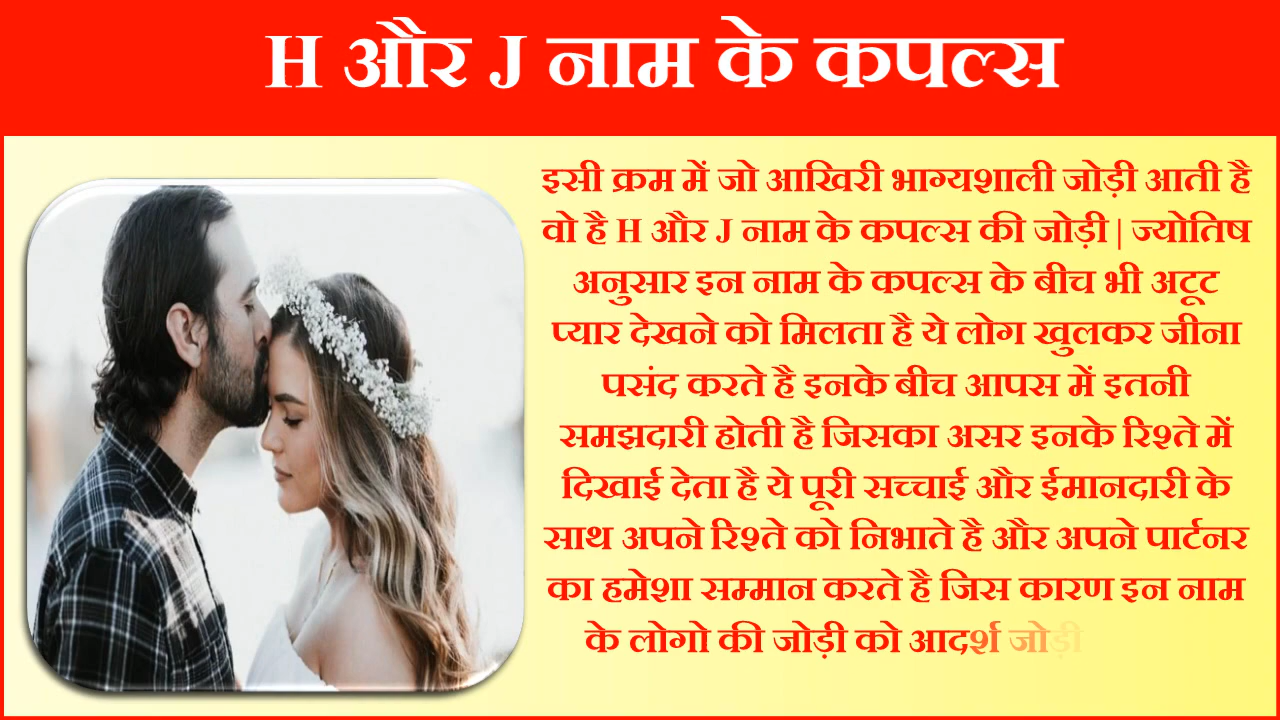 H और J नाम के कपल्स
इसी क्रम में जो आखिरी भाग्यशाली जोड़ी आती है
वो है H और J नाम के कपल्स की जोड़ी | ज्योतिष
अनुसार इन नाम के कपल्स के बीच भी अटूट
प्यार देखने को मिलता है ये लोग खुलकर जीना
पसंद करते है इनके बीच आपस में इतनी
समझदारी होती है जिसका असर इनके रिश्ते में
दिखाई देता है ये पूरी सच्चाई और ईमानदारी के
साथ अपने रिश्ते को निभाते है और अपने पार्टनर
का हमेशा सम्मान करते है जिस कारण इन नाम
के लोगो की जोड़ी को आदर्श जोड़ी